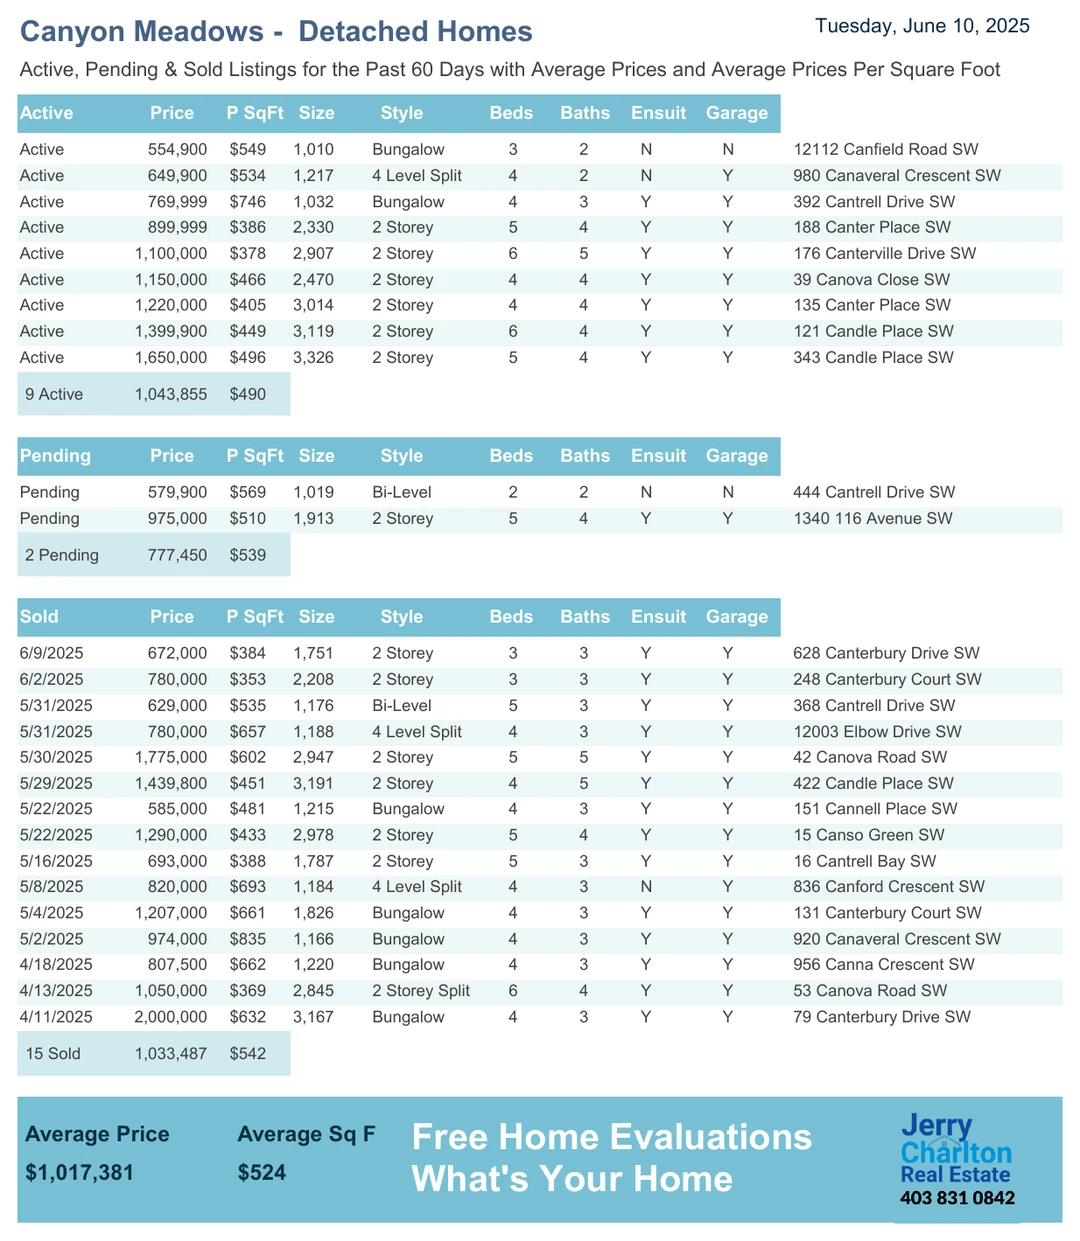 Canyon Meadows -  Detached Homes
Tuesday, June 10, 2025
Active, Pending & Sold Listings for the Past 60 Days with Average Prices and Average Prices Per Square Foot
Active Price P SqFt Size Style Beds Baths Ensuit Garage
Active 554,900 $549 1,010 Bungalow 3 2 N N 12112 Canfield Road SW
Active 649,900 $534 1,217 4 Level Split 4 2 N Y 980 Canaveral Crescent SW
Active 769,999 $746 1,032 Bungalow 4 3 Y Y 392 Cantrell Drive SW
Active 899,999 $386 2,330 2 Storey 5 4 Y Y 188 Canter Place SW
Active 1,100,000 $378 2,907 2 Storey 6 5 Y Y 176 Canterville Drive SW
Active 1,150,000 $466 2,470 2 Storey 4 4 Y Y 39 Canova Close SW
Active 1,220,000 $405 3,014 2 Storey 4 4 Y Y 135 Canter Place SW
Active 1,399,900 $449 3,119 2 Storey 6 4 Y Y 121 Candle Place SW
Active 1,650,000 $496 3,326 2 Storey 5 4 Y Y 343 Candle Place SW
9 Active 1,043,855 $490
Pending Price P SqFt Size Style Beds Baths Ensuit Garage
Pending 579,900 $569 1,019 Bi-Level 2 2 N N 444 Cantrell Drive SW
Pending 975,000 $510 1,913 2 Storey 5 4 Y Y 1340 116 Avenue SW
2 Pending 777,450 $539
Sold Price P SqFt Size Style Beds Baths Ensuit Garage
6/9/2025 672,000 $384 1,751 2 Storey 3 3 Y Y 628 Canterbury Drive SW
6/2/2025 780,000 $353 2,208 2 Storey 3 3 Y Y 248 Canterbury Court SW
5/31/2025 629,000 $535 1,176 Bi-Level 5 3 Y Y 368 Cantrell Drive SW
5/31/2025 780,000 $657 1,188 4 Level Split 4 3 Y Y 12003 Elbow Drive SW
5/30/2025 1,775,000 $602 2,947 2 Storey 5 5 Y Y 42 Canova Road SW
5/29/2025 1,439,800 $451 3,191 2 Storey 4 5 Y Y 422 Candle Place SW
5/22/2025 585,000 $481 1,215 Bungalow 4 3 Y Y 151 Cannell Place SW
5/22/2025 1,290,000 $433 2,978 2 Storey 5 4 Y Y 15 Canso Green SW
5/16/2025 693,000 $388 1,787 2 Storey 5 3 Y Y 16 Cantrell Bay SW
5/8/2025 820,000 $693 1,184 4 Level Split 4 3 N Y 836 Canford Crescent SW
5/4/2025 1,207,000 $661 1,826 Bungalow 4 3 Y Y 131 Canterbury Court SW
5/2/2025 974,000 $835 1,166 Bungalow 4 3 Y Y 920 Canaveral Crescent SW
4/18/2025 807,500 $662 1,220 Bungalow 4 3 Y Y 956 Canna Crescent SW
4/13/2025 1,050,000 $369 2,845 2 Storey Split 6 4 Y Y 53 Canova Road SW
4/11/2025 2,000,000 $632 3,167 Bungalow 4 3 Y Y 79 Canterbury Drive SW
15 Sold 1,033,487 $542
Average Price Average Sq F
$1,017,381 $524
Free Home Evaluations
What's Your Home
Jerry
Charlton
Real Estate
403 831 0842